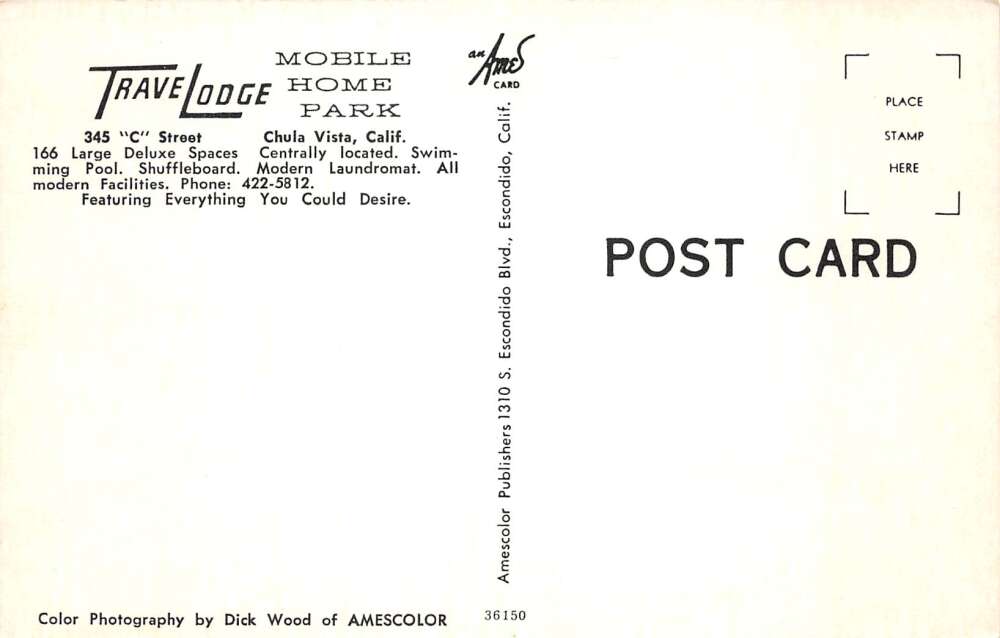 TRAVELODGE MOBILE
HOME
PARK
345 "C" Street Chula Vista, Calif.
166 Large Deluxe Spaces Centrally located. Swim-
ming Pool. Shuffleboard. Modern Laundromat. All
modern Facilities. Phone: 422-5812.
Featuring Everything You Could Desire.
Color Photography by Dick Wood of AMESCOLOR
an Ames
CARD
Amescolor Publishers 1310 S. Escondido Blvd., Escondido, Calif.
36150
PLACE
STAMP
HERE
POST CARD